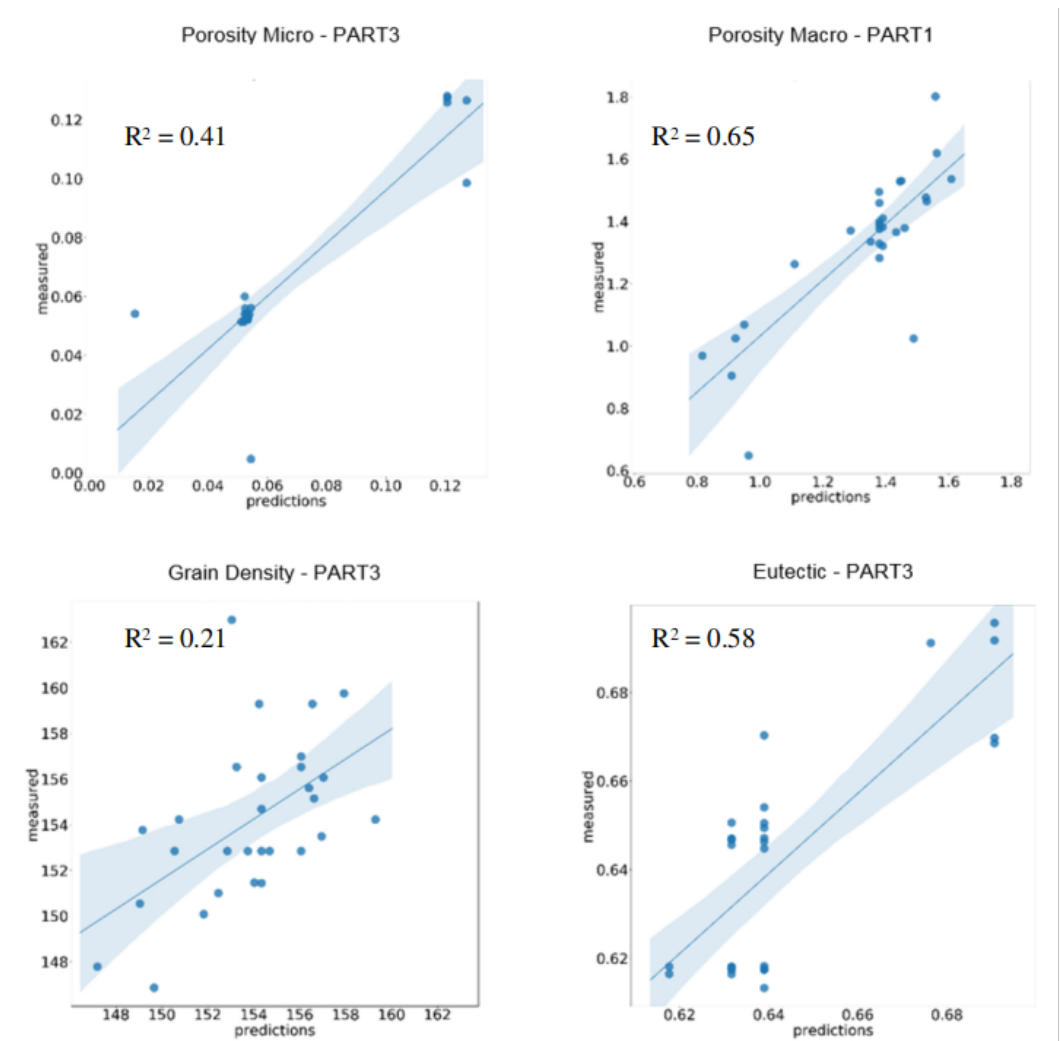 Porosity Micro - PART3
R² = 0.41
0.12
0.10
0.08
0.06
0.04
0.02
0.00
measured
0.00 0.02 0.04 0.06 0.08 0.10 0.12
predictions
Porosity Macro - PART1
R² = 0.65
1.8
1.6
1.4
1.2
1.0
0.8
0.6
measured
0.6 0.8 1.0 1.2 1.4 1.6 1.8
predictions
Grain Density - PART3
R² = 0.21
162
160
158
156
154
152
150
148
measured
148 150 152 154 156 158 160 162
predictions
Eutectic - PART3
R² = 0.58
0.68
0.66
0.64
0.62
measured
0.62 0.64 0.66 0.68
predictions